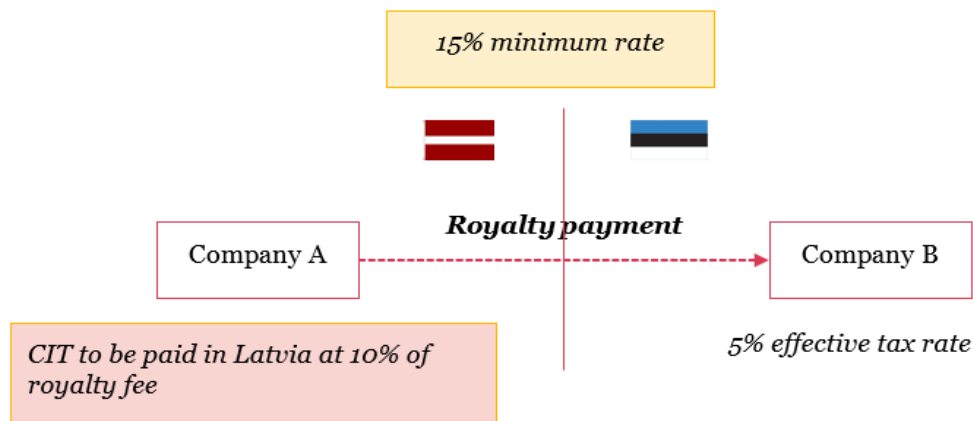 15% minimum rate
Royalty payment
Company A
Company B
CIT to be paid in Latvia at 10% of
royalty fee
5% effective tax rate